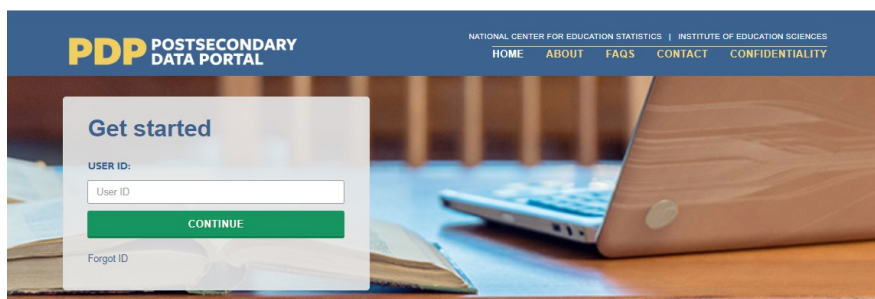 PDP POSTSECONDARY
DATA PORTAL
NATIONAL CENTER FOR EDUCATION STATISTICS | INSTITUTE OF EDUCATION SCIENCES
HOME ABOUT FAQS CONTACT CONFIDENTIALITY
Get started
USER ID:
User ID
CONTINUE
Forgot ID